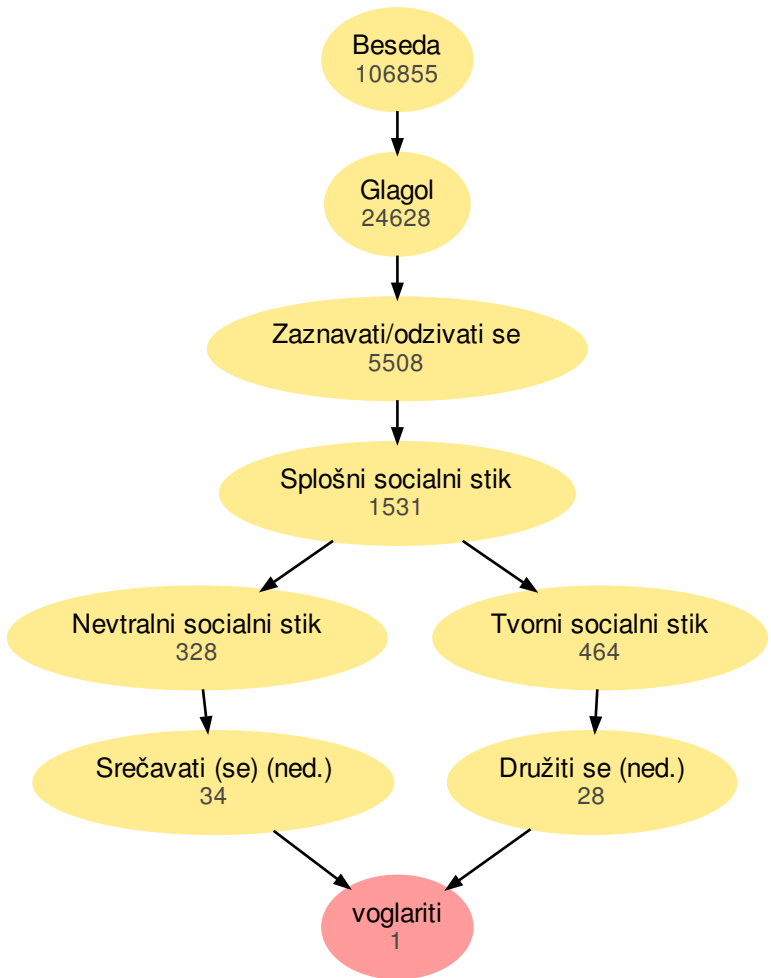 Beseda
106855
Glagol
24628
Zaznavati/odzivati se
5508
Splošni socialni stik
1531
Nevtralni socialni stik
328
Tvorni socialni stik
464
Srečavati (se) (ned.)
34
Družiti se (ned.)
28
voglariti
1